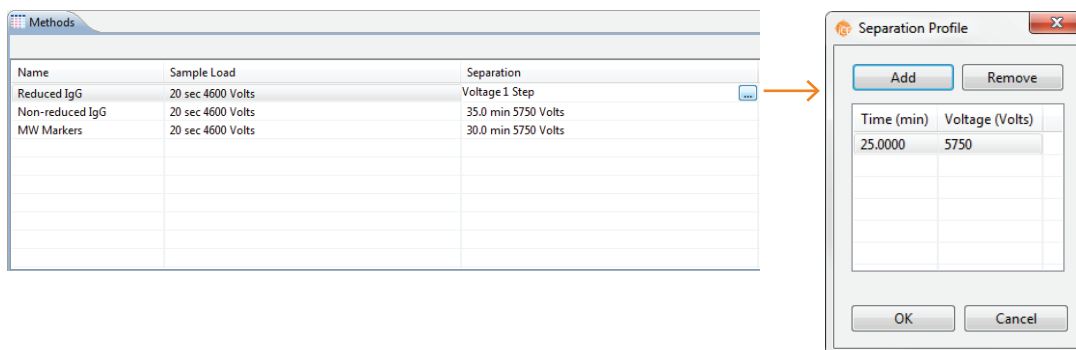 Methods
Name Sample Load Separation
Reduced IgG 20 sec 4600 Volts Voltage 1 Step ...
Non-reduced IgG 20 sec 4600 Volts 35.0 min 5750 Volts
MW Markers 20 sec 4600 Volts 30.0 min 5750 Volts
Separation Profile
Add Remove
Time (min) Voltage (Volts)
25.0000 5750
OK Cancel